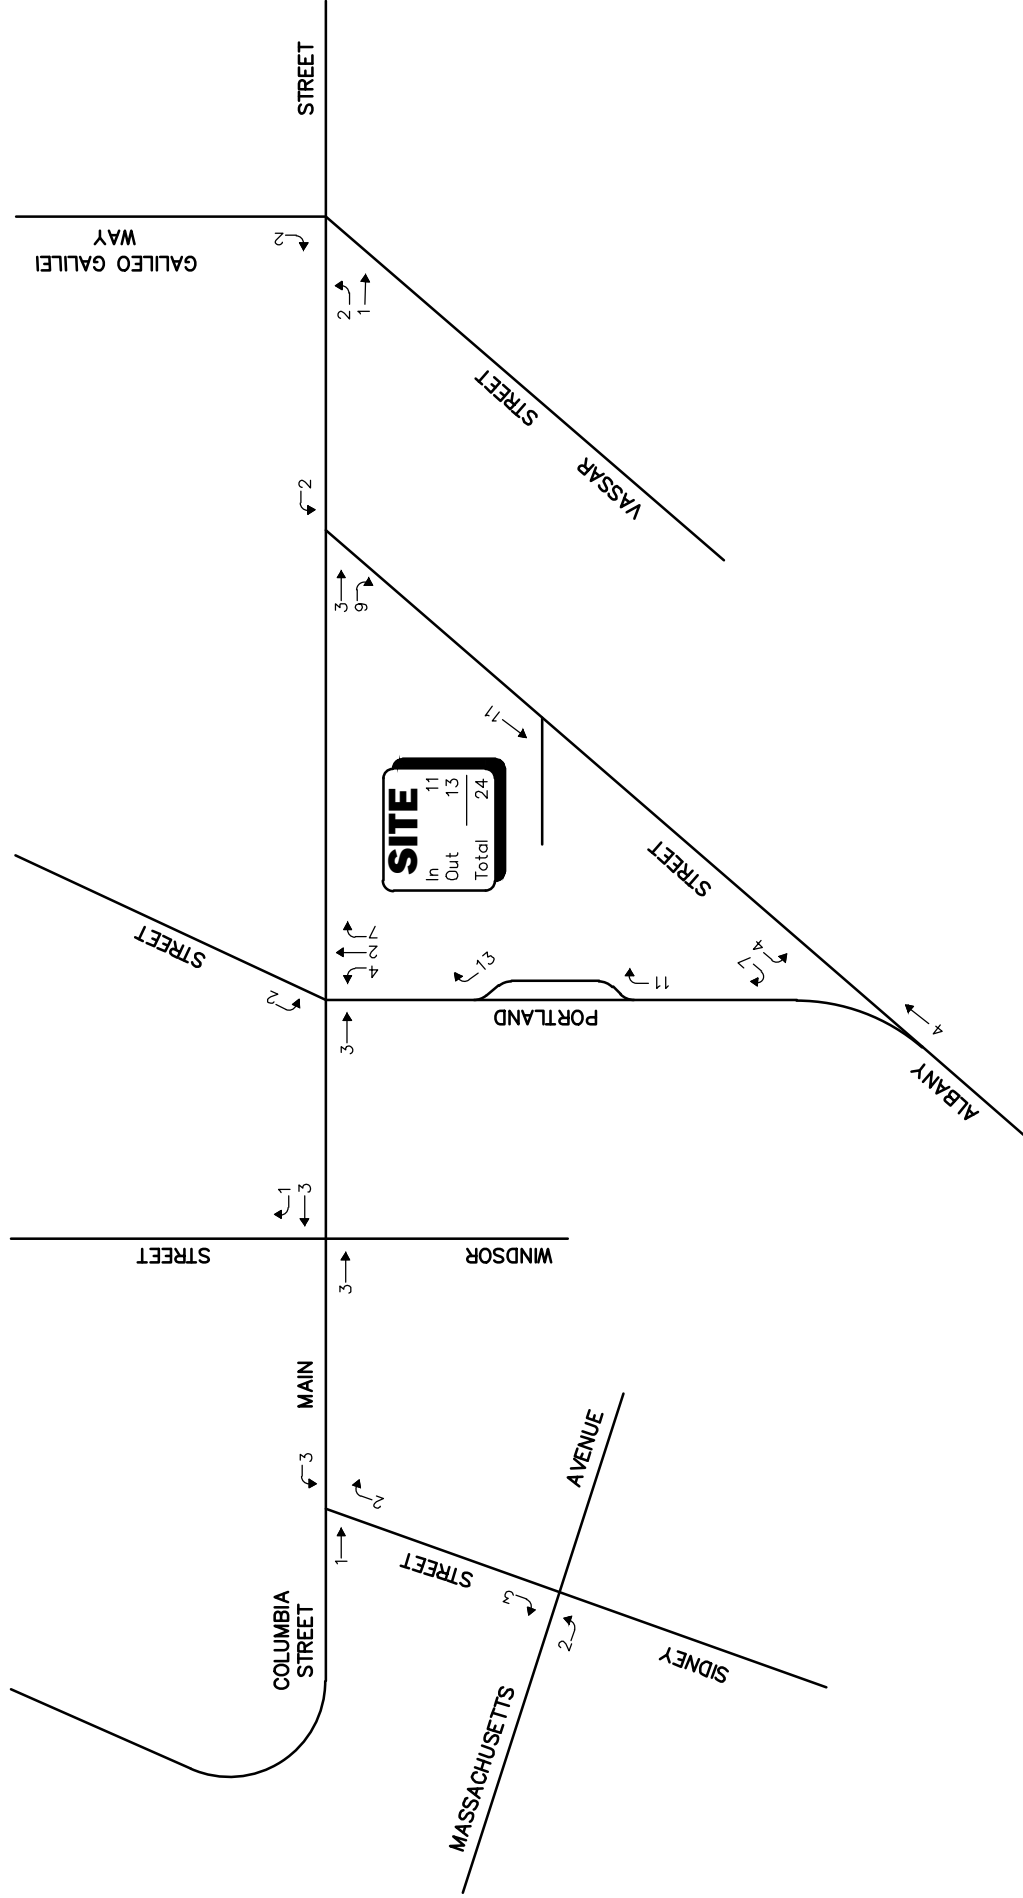 COLUMBIA
STREET
MAIN
STREET
STREET
WINDSOR
STREET
PORTLAND
GALILEO GALILEI
WAY
STREET
VASSAR
STREET
ALBANY
STREET
SIDNEY
MASSACHUSETTS
AVENUE
SITE
In 11
Out 13
Total 24
1
2
3
3
2
3
1
3
3
2
4
2
7
13
11
7
4
4
11
3
9
2
2
1
2